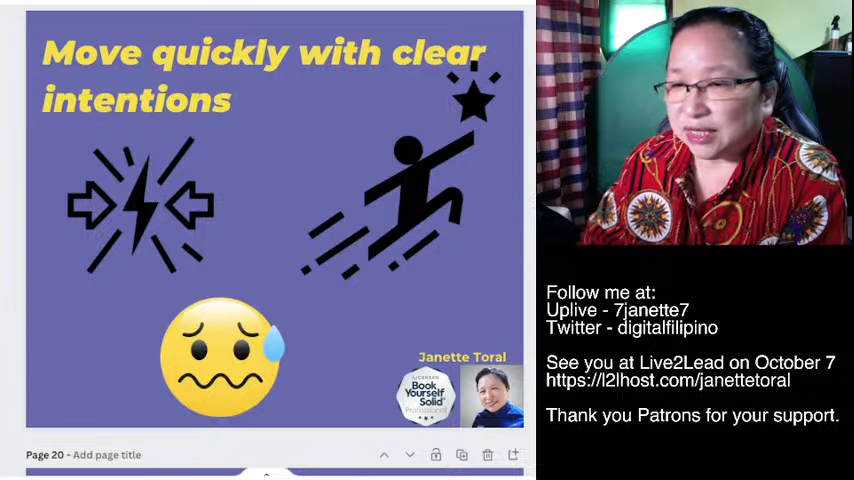 Move quickly with clear
intentions
Janette Toral
LICENSED
Book
Yourself
Solid
Professional
Page 20 - Add page title
Follow me at:
Uplive - 7janette7
Twitter - digitalfilipino
See you at Live2Lead on October 7
https://l2lhost.com/janettetoral
Thank you Patrons for your support.